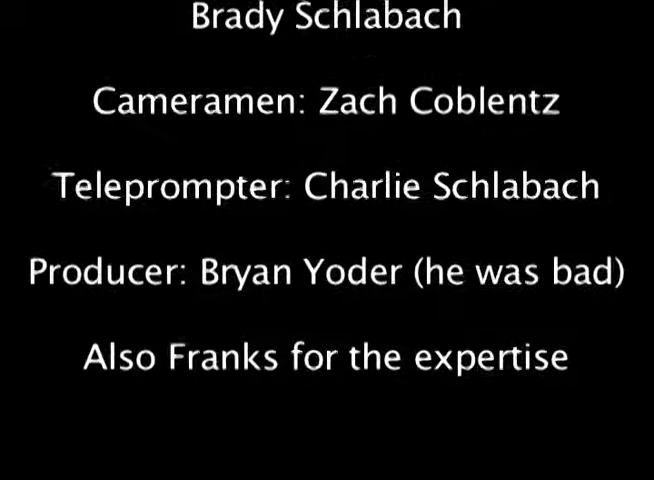 Brady Schlabach
Cameramen: Zach Coblentz
Teleprompter: Charlie Schlabach
Producer: Bryan Yoder (he was bad)
Also Franks for the expertise